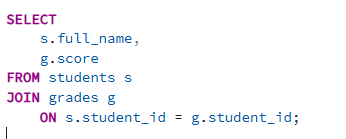 SELECT
    s.full_name,
    g.score
FROM students s
JOIN grades g
    ON s.student_id = g.student_id;